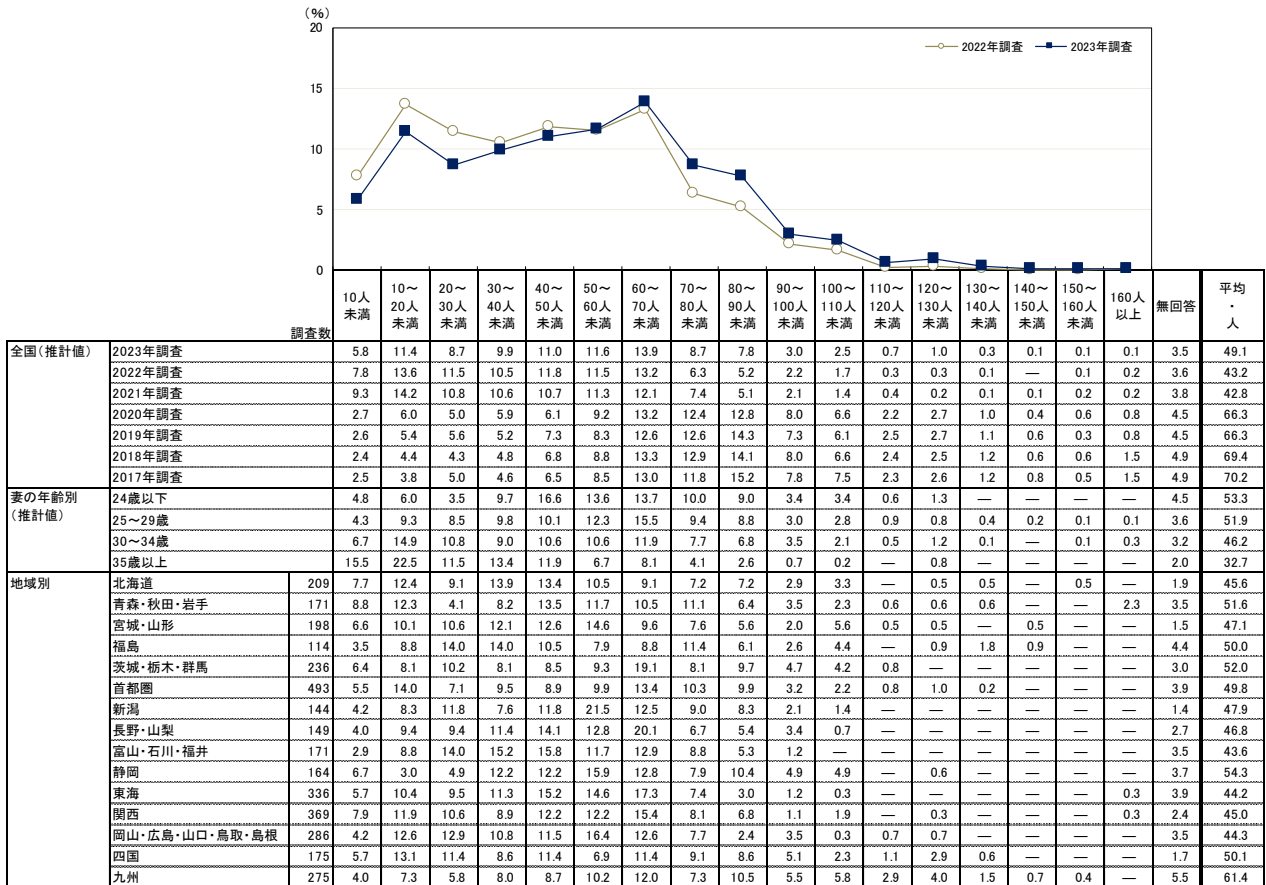 (%)
20
15
10
5
0
2022年調査 2023年調査
調査数 10人未満 10～20人未満 20～30人未満 30～40人未満 40～50人未満 50～60人未満 60～70人未満 70～80人未満 80～90人未満 90～100人未満 100～110人未満 110～120人未満 120～130人未満 130～140人未満 140～150人未満 150～160人未満 160人以上 無回答 平均・人
全国(推計値) 2023年調査 5.8 11.4 8.7 9.9 11.0 11.6 13.9 8.7 7.8 3.0 2.5 0.7 1.0 0.3 0.1 0.1 0.1 3.5 49.1
2022年調査 7.8 13.6 11.5 10.5 11.8 11.5 13.2 6.3 5.2 2.2 1.7 0.3 0.3 0.1 — 0.1 0.2 3.6 43.2
2021年調査 9.3 14.2 10.8 10.6 10.7 11.3 12.1 7.4 5.1 2.1 1.4 0.4 0.2 0.1 0.1 0.2 0.2 3.8 42.8
2020年調査 2.7 6.0 5.0 5.9 6.1 9.2 13.2 12.4 12.8 8.0 6.6 2.2 2.7 1.0 0.4 0.6 0.8 4.5 66.3
2019年調査 2.6 5.4 5.6 5.2 7.3 8.3 12.6 12.6 14.3 7.3 6.1 2.5 2.7 1.1 0.6 0.3 0.8 4.5 66.3
2018年調査 2.4 4.4 4.3 4.8 6.8 8.8 13.3 12.9 14.1 8.0 6.6 2.4 2.5 1.2 0.6 0.6 1.5 4.9 69.4
2017年調査 2.5 3.8 5.0 4.6 6.5 8.5 13.0 11.8 15.2 7.8 7.5 2.3 2.6 1.2 0.8 0.5 1.5 4.9 70.2
妻の年齢別(推計値) 24歳以下 4.8 6.0 3.5 9.7 16.6 13.6 13.7 10.0 9.0 3.4 3.4 0.6 1.3 — — — — 4.5 53.3
25～29歳 4.3 9.3 8.5 9.8 10.1 12.3 15.5 9.4 8.8 3.0 2.8 0.9 0.8 0.4 0.2 0.1 0.1 3.6 51.9
30～34歳 6.7 14.9 10.8 9.0 10.6 10.6 11.9 7.7 6.8 3.5 2.1 0.5 1.2 0.1 — 0.1 0.3 3.2 46.2
35歳以上 15.5 22.5 11.5 13.4 11.9 6.7 8.1 4.1 2.6 0.7 0.2 — 0.8 — — — — 2.0 32.7
地域別 北海道 209 7.7 12.4 9.1 13.9 13.4 10.5 9.1 7.2 7.2 2.9 3.3 — 0.5 0.5 — 0.5 — 1.9 45.6
青森・秋田・岩手 171 8.8 12.3 4.1 8.2 13.5 11.7 10.5 11.1 6.4 3.5 2.3 0.6 0.6 0.6 — — 2.3 3.5 51.6
宮城・山形 198 6.6 10.1 10.6 12.1 12.6 14.6 9.6 7.6 5.6 2.0 5.6 0.5 0.5 — 0.5 — — 1.5 47.1
福島 114 3.5 8.8 14.0 14.0 10.5 7.9 8.8 11.4 6.1 2.6 4.4 — 0.9 1.8 0.9 — — 4.4 50.0
茨城・栃木・群馬 236 6.4 8.1 10.2 8.1 8.5 9.3 19.1 8.1 9.7 4.7 4.2 0.8 — — — — — 3.0 52.0
首都圏 493 5.5 14.0 7.1 9.5 8.9 9.9 13.4 10.3 9.9 3.2 2.2 0.8 1.0 0.2 — — — 3.9 49.8
新潟 144 4.2 8.3 11.8 7.6 11.8 21.5 12.5 9.0 8.3 2.1 1.4 — — — — — — 1.4 47.9
長野・山梨 149 4.0 9.4 9.4 11.4 14.1 12.8 20.1 6.7 5.4 3.4 0.7 — — — — — — 2.7 46.8
富山・石川・福井 171 2.9 8.8 14.0 15.2 15.8 11.7 12.9 8.8 5.3 1.2 — — — — — — — 3.5 43.6
静岡 164 6.7 3.0 4.9 12.2 12.2 15.9 12.8 7.9 10.4 4.9 4.9 — 0.6 — — — — 3.7 54.3
東海 336 5.7 10.4 9.5 11.3 15.2 14.6 17.3 7.4 3.0 1.2 0.3 — — — — — 0.3 3.9 44.2
関西 369 7.9 11.9 10.6 8.9 12.2 12.2 15.4 8.1 6.8 1.1 1.9 — 0.3 — — — 0.3 2.4 45.0
岡山・広島・山口・鳥取・島根 286 4.2 12.6 12.9 10.8 11.5 16.4 12.6 7.7 2.4 3.5 0.3 0.7 0.7 — — — — 3.5 44.3
四国 175 5.7 13.1 11.4 8.6 11.4 6.9 11.4 9.1 8.6 5.1 2.3 1.1 2.9 0.6 — — — 1.7 50.1
九州 275 4.0 7.3 5.8 8.0 8.7 10.2 12.0 7.3 10.5 5.5 5.8 2.9 4.0 1.5 0.7 0.4 — 5.5 61.4